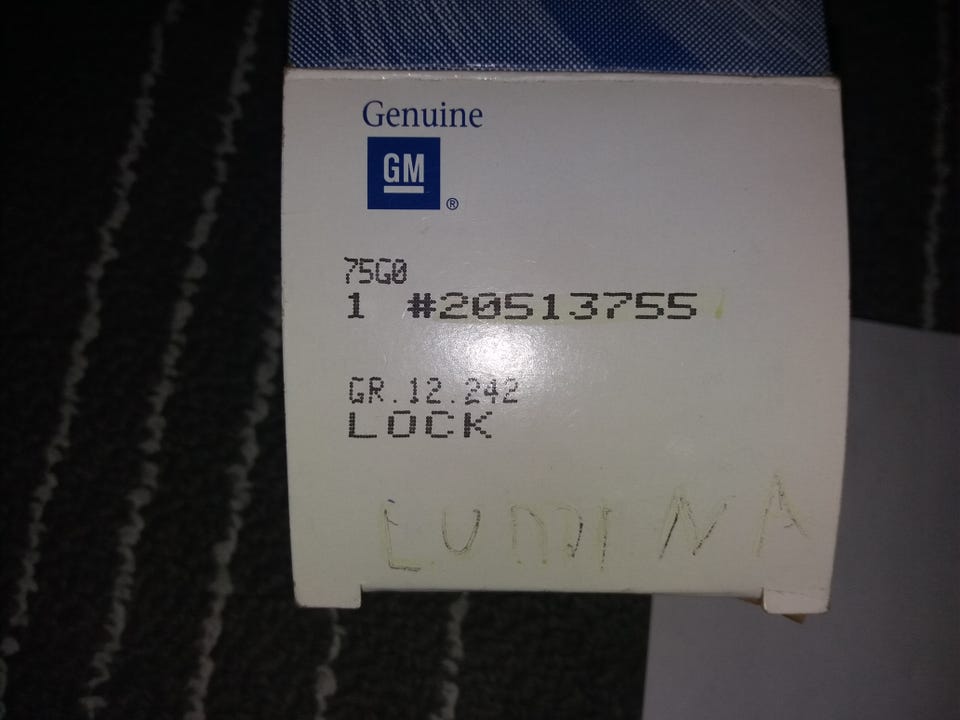 Genuine
GM ®
75G0
1 #20513755
GR.12.242
LOCK
LUMINA